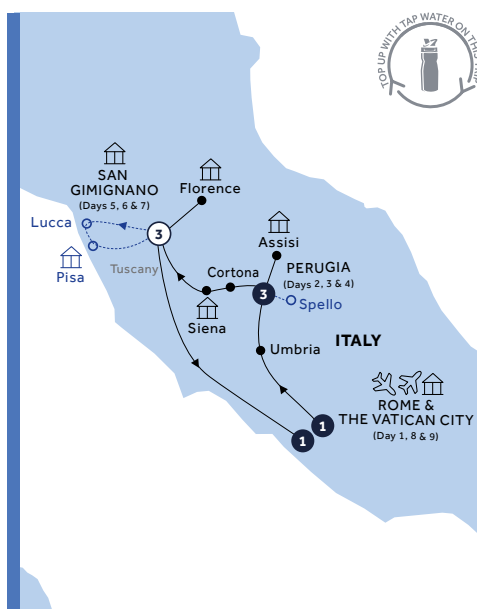 TOP UP WITH TAP WATER ON THIS TRIP
SAN
GIMIGNANO
(Days 5, 6 & 7)
Florence
Lucca
3
Assisi
Pisa
Tuscany
Cortona
PERUGIA
(Days 2, 3 & 4)
3
Spello
Siena
ITALY
Umbria
ROME &
THE VATICAN CITY
(Day 1, 8 & 9)
1
1